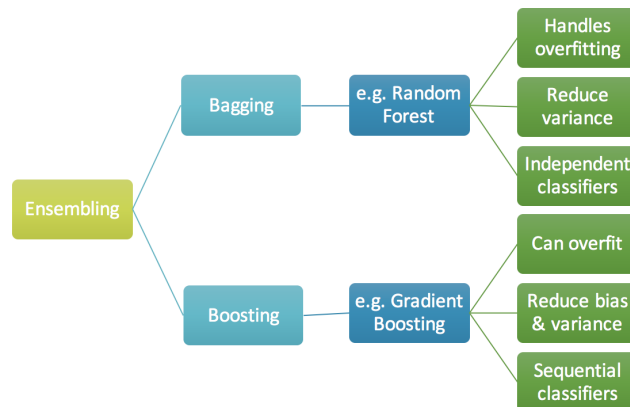 Ensembling
Bagging
e.g. Random
Forest
Handles
overfitting
Reduce
variance
Independent
classifiers
Boosting
e.g. Gradient
Boosting
Can overfit
Reduce bias
& variance
Sequential
classifiers